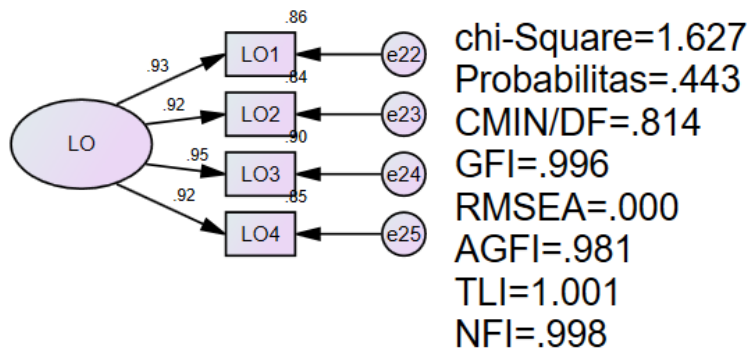 .86
.93
LO1
e22
.84
.92
LO2
e23
.90
LO
.95
LO3
e24
.85
.92
LO4
e25
chi-Square=1.627
Probabilitas=.443
CMIN/DF=.814
GFI=.996
RMSEA=.000
AGFI=.981
TLI=1.001
NFI=.998